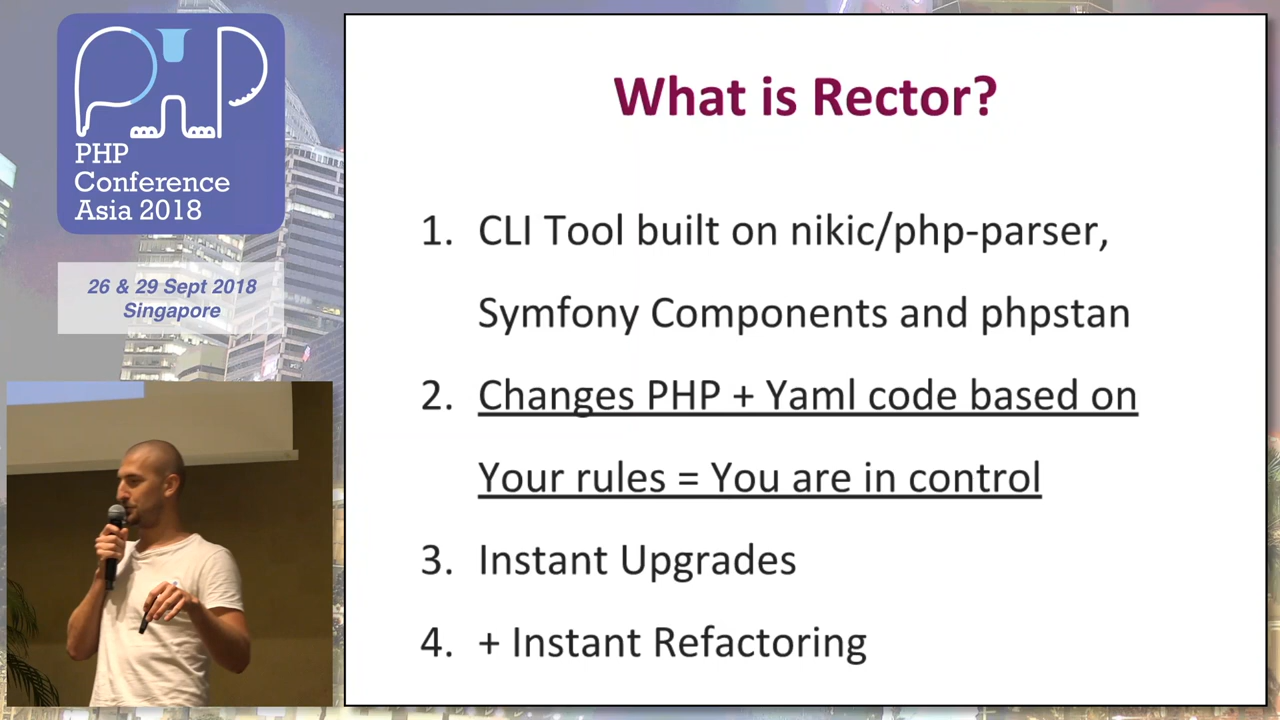 PHP
PHP
Conference
Asia 2018
26 & 29 Sept 2018
Singapore
What is Rector?
1. CLI Tool built on nikic/php-parser,
Symfony Components and phpstan
2. Changes PHP + Yaml code based on
Your rules = You are in control
3. Instant Upgrades
4. + Instant Refactoring